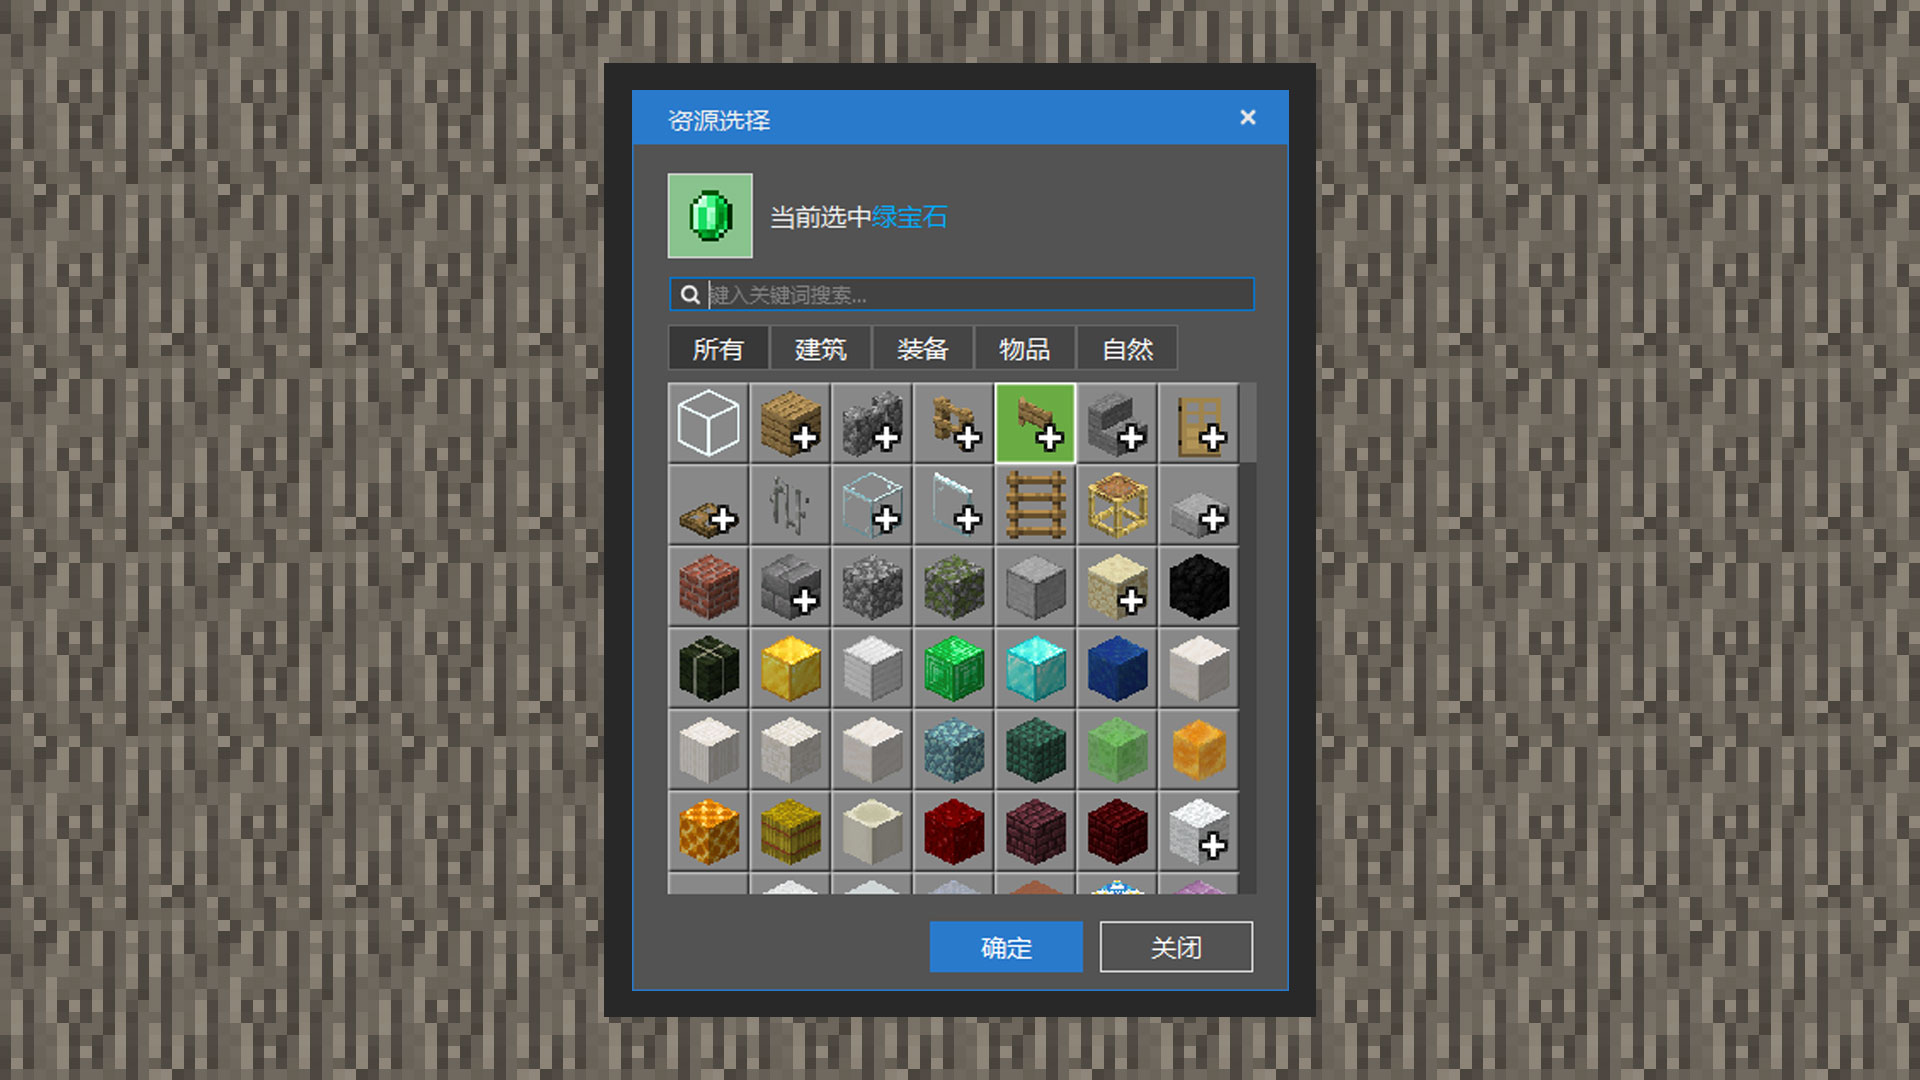 资源选择
当前选中绿宝石
键入关键词搜索...
所有 建筑 装备 物品 自然
确定 关闭